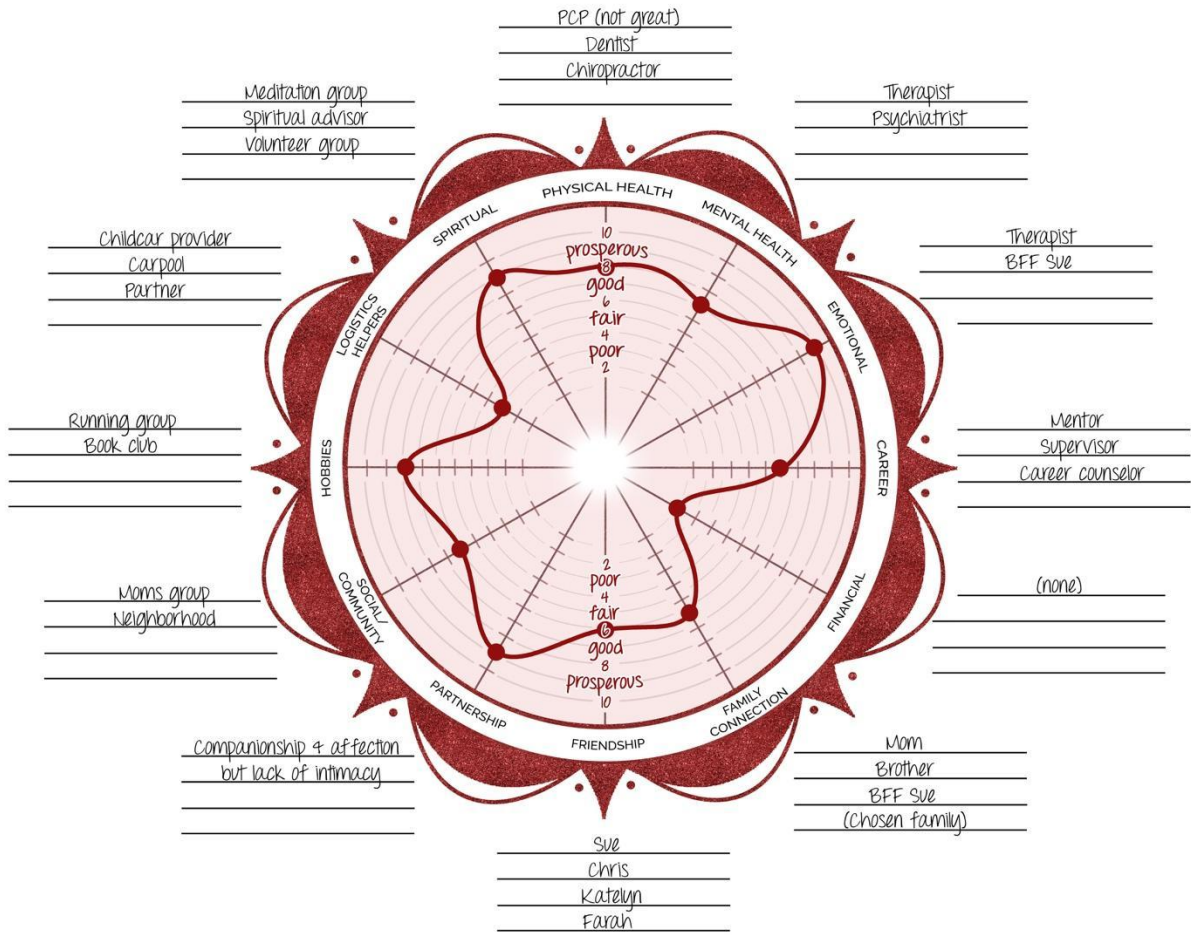 PCP (not great)
Dentist
Chiropractor
Meditation group
Spiritual advisor
Volunteer group
Therapist
Psychiatrist
Childcar provider
Carpool
Partner
Therapist
BFF Sue
Running group
Book club
Mentor
Supervisor
Career counselor
Moms group
Neighborhood
(none)
Companionship & affection
but lack of intimacy
Mom
Brother
BFF Sue
(Chosen family)
Sue
Chris
Katelyn
Farah
PHYSICAL HEALTH
MENTAL HEALTH
EMOTIONAL
CAREER
FINANCIAL
FAMILY
CONNECTION
FRIENDSHIP
PARTNERSHIP
SOCIAL/
COMMUNITY
HOBBIES
LOGISTICS
HELPERS
SPIRITUAL
10
prosperous
8
good
6
fair
4
poor
2
2
poor
4
fair
6
good
8
prosperous
10